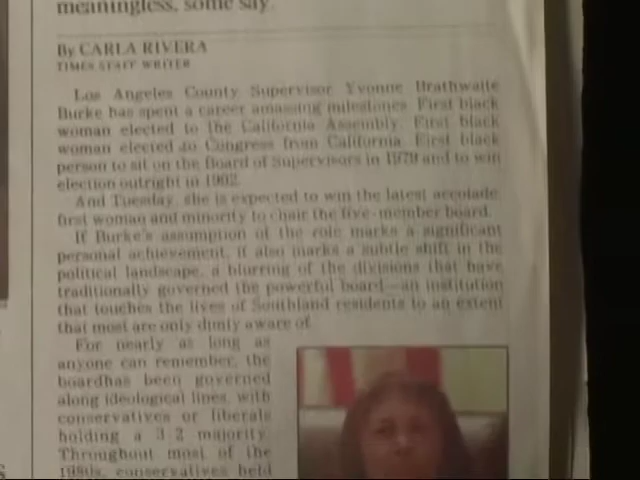 meaningless, some say.
By CARLA RIVERA
TIMES STAFF WRITER
Los Angeles County Supervisor Yvonne Brathwaite
Burke has spent a career amassing milestones. First black
woman elected to the California Assembly. First black
woman elected to Congress from California. First black
person to sit on the Board of Supervisors in 1979 and to win
election outright in 1992.
And Tuesday, she is expected to win the latest accolade:
first woman and minority to chair the five-member board.
If Burke's assumption of the role marks a significant
personal achievement, it also marks a subtle shift in the
political landscape, a blurring of the divisions that have
traditionally governed the powerful board—an institution
that touches the lives of Southland residents to an extent
that most are only dimly aware of.
For nearly as long as
anyone can remember, the
boardhas been governed
along ideological lines, with
conservatives or liberals
holding a 3-2 majority.
Throughout most of the
1980s, conservatives held